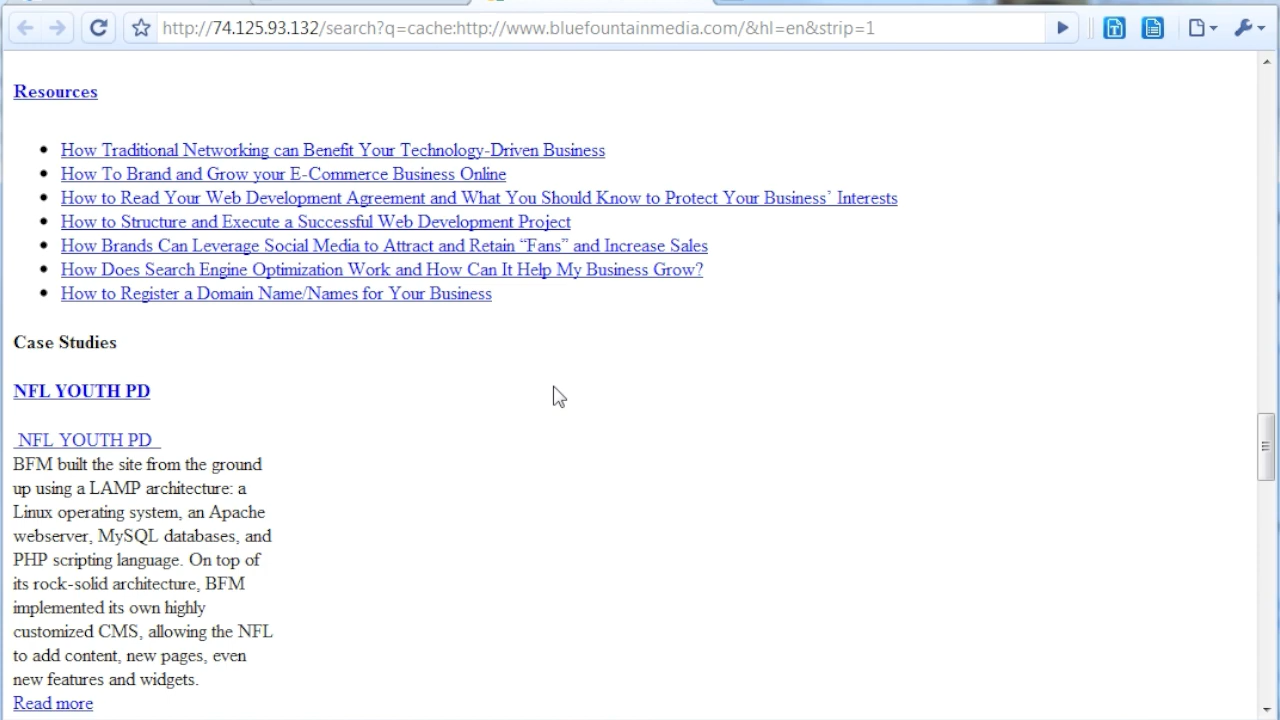 http://74.125.93.132/search?q=cache:http://www.bluefountainmedia.com/&hl=en&strip=1
Resources
How Traditional Networking can Benefit Your Technology-Driven Business
How To Brand and Grow your E-Commerce Business Online
How to Read Your Web Development Agreement and What You Should Know to Protect Your Business’ Interests
How to Structure and Execute a Successful Web Development Project
How Brands Can Leverage Social Media to Attract and Retain “Fans” and Increase Sales
How Does Search Engine Optimization Work and How Can It Help My Business Grow?
How to Register a Domain Name/Names for Your Business
Case Studies
NFL YOUTH PD
NFL YOUTH PD
BFM built the site from the ground
up using a LAMP architecture: a
Linux operating system, an Apache
webserver, MySQL databases, and
PHP scripting language. On top of
its rock-solid architecture, BFM
implemented its own highly
customized CMS, allowing the NFL
to add content, new pages, even
new features and widgets.
Read more